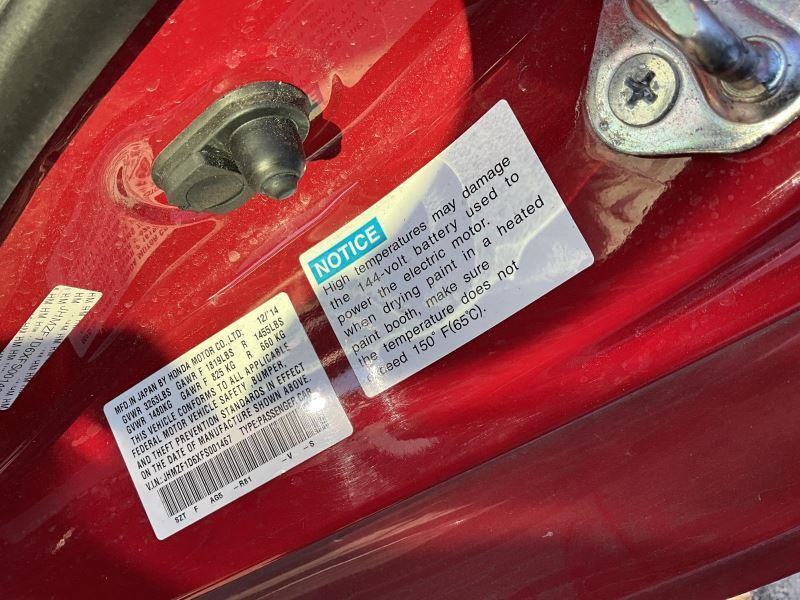 NOTICE
High temperatures may damage
the 144-volt battery used to
power the electric motor.
when drying paint in a heated
paint booth, make sure
the temperature does not
exceed 150° F(65℃).
MFD.IN JAPAN BY HONDA MOTOR CO.,LTD. 12/14
GVWR 3263LBS GAWR F 1819LBS R 1455LBS
GVWR 1480KG GAWR F 825 KG R 660 KG
THIS VEHICLE CONFORMS TO ALL APPLICABLE
FEDERAL MOTOR VEHICLE SAFETY ,BUMPER,
AND THEFT PREVENTION STANDARDS IN EFFECT
ON THE DATE OF MANUFACTURE SHOWN ABOVE.
V.I.N: JHMZF1D6XFS001467 TYPE:PASSENGER CAR
SZT F AGS -R81 -V -S